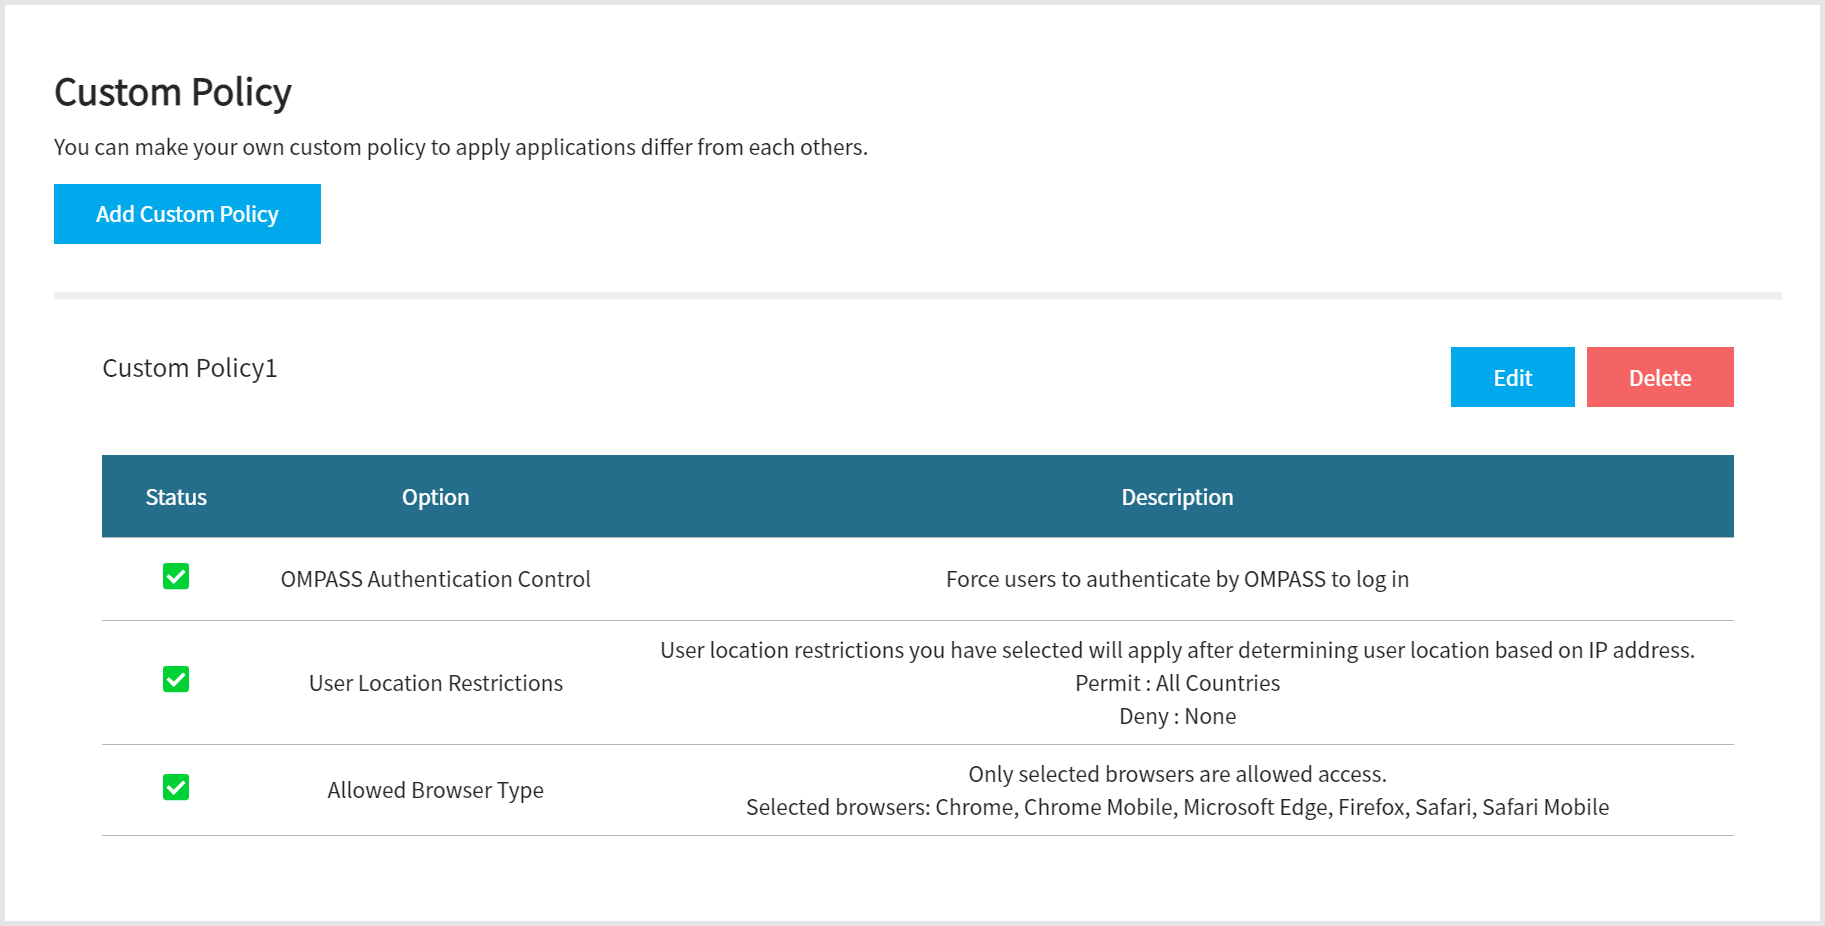 Custom Policy
You can make your own custom policy to apply applications differ from each others.
Add Custom Policy
Custom Policy1
Edit
Delete
Status
Option
Description
OMPASS Authentication Control
Force users to authenticate by OMPASS to log in
User Location Restrictions
User location restrictions you have selected will apply after determining user location based on IP address.
Permit : All Countries
Deny : None
Allowed Browser Type
Only selected browsers are allowed access.
Selected browsers: Chrome, Chrome Mobile, Microsoft Edge, Firefox, Safari, Safari Mobile